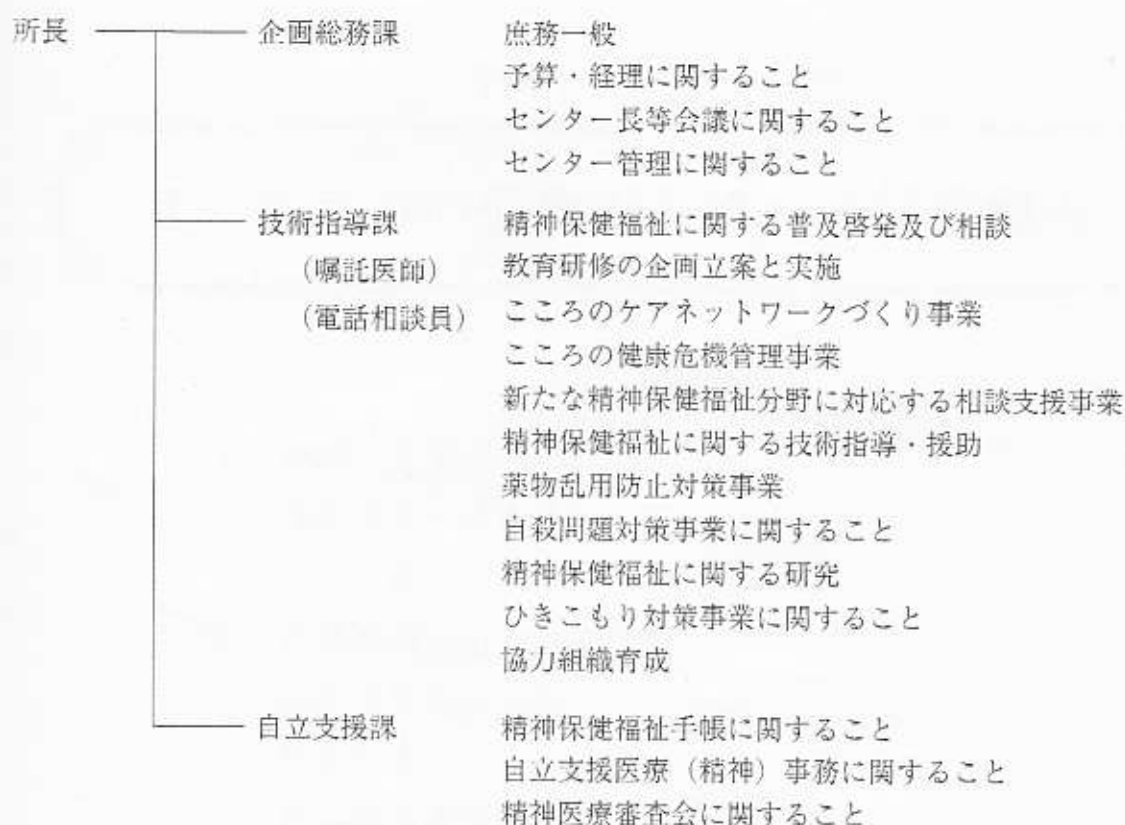 所長 企画総務課 庶務一般
予算・経理に関すること
センター長等会議に関すること
センター管理に関すること
技術指導課 精神保健福祉に関する普及啓発及び相談
(嘱託医師) 教育研修の企画立案と実施
(電話相談員) こころのケアネットワークづくり事業
こころの健康危機管理事業
新たな精神保健福祉分野に対応する相談支援事業
精神保健福祉に関する技術指導・援助
薬物乱用防止対策事業
自殺問題対策事業に関すること
精神保健福祉に関する研究
ひきこもり対策事業に関すること
協力組織育成
自立支援課 精神保健福祉手帳に関すること
自立支援医療(精神)事務に関すること
精神医療審査会に関すること